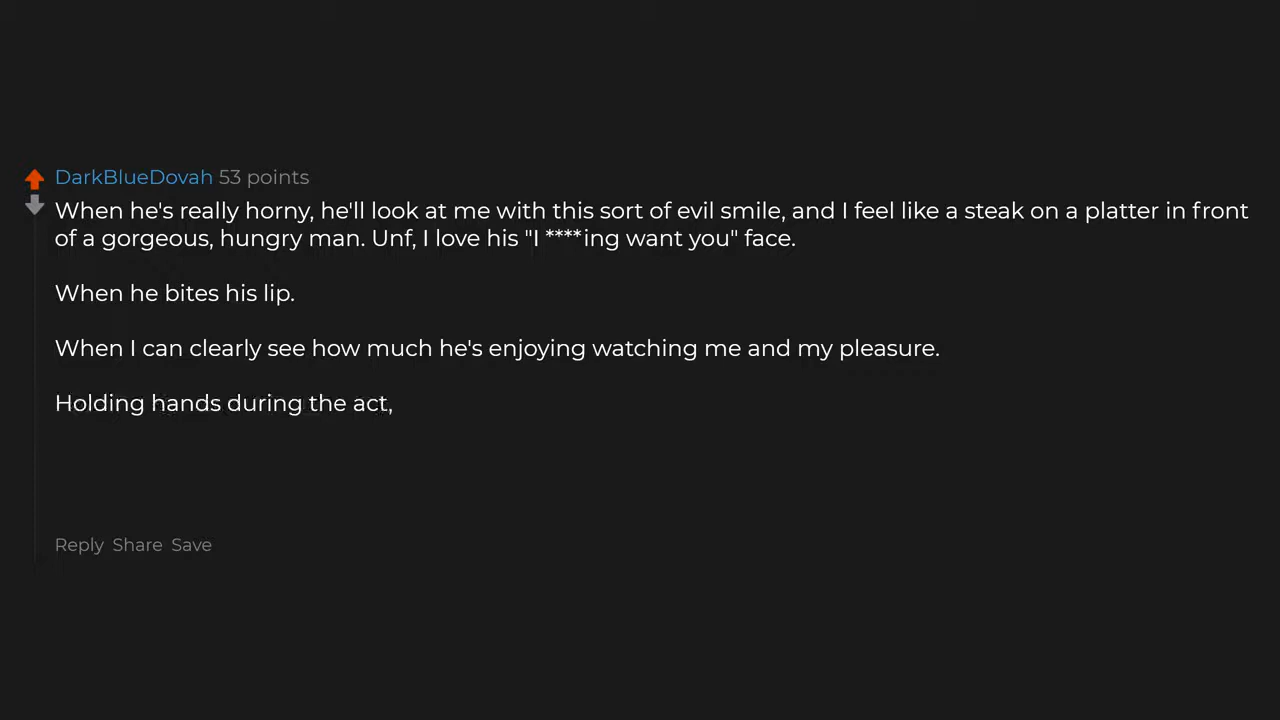 DarkBlueDovah 53 points
When he's really horny, he'll look at me with this sort of evil smile, and I feel like a steak on a platter in front
of a gorgeous, hungry man. Unf, I love his "I ****ing want you" face.
When he bites his lip.
When I can clearly see how much he's enjoying watching me and my pleasure.
Holding hands during the act,
Reply Share Save